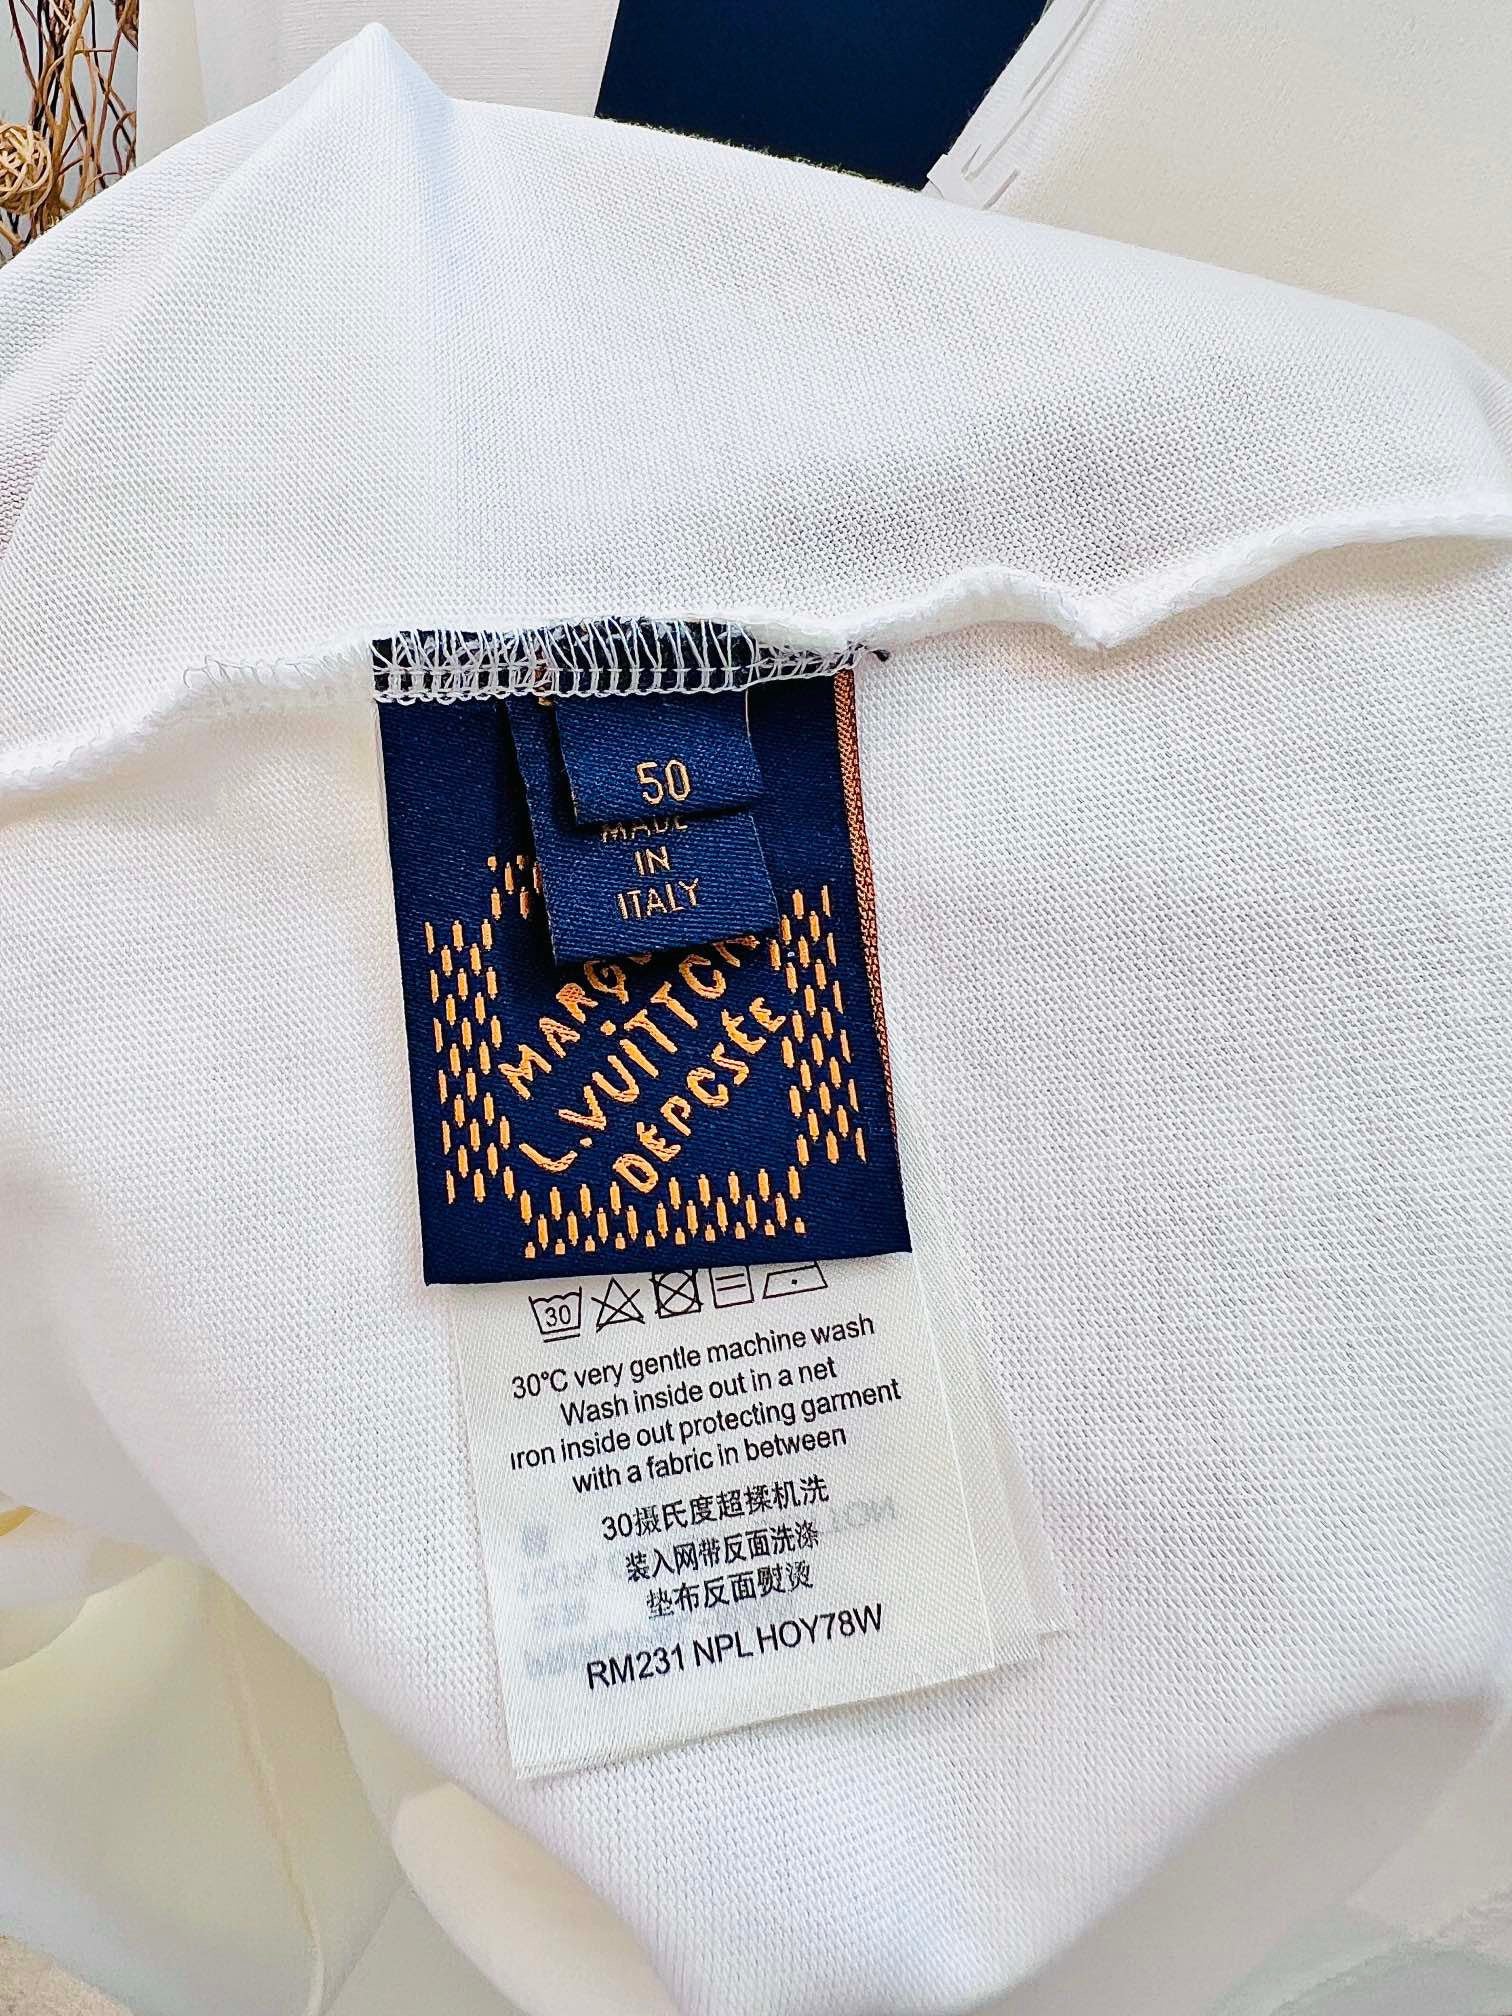 50
MADE
IN
ITALY
L.VUITTON
DEPCStE
30
30°C very gentle machine wash
Wash inside out in a net
Iron inside out protecting garment
with a fabric in between
30摄氏度超揉机洗
装入网带反面洗涤
垫布反面熨烫
RM231 NPL HOY78W